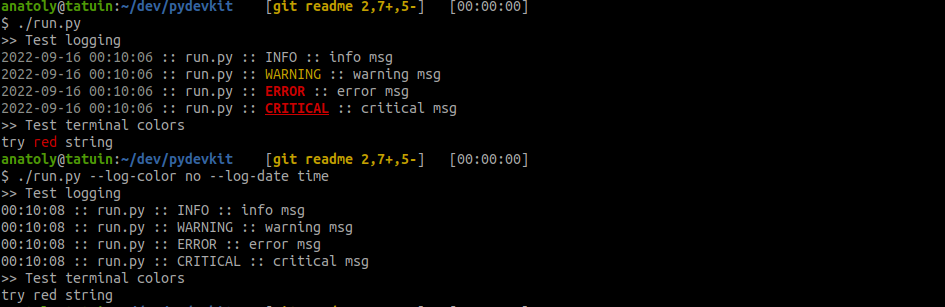 anatoly@tatuin:~/dev/pydevkit    [git readme 2,7+,5-]   [00:00:00]
$ ./run.py
>> Test logging
2022-09-16 00:10:06 :: run.py :: INFO :: info msg
2022-09-16 00:10:06 :: run.py :: WARNING :: warning msg
2022-09-16 00:10:06 :: run.py :: ERROR :: error msg
2022-09-16 00:10:06 :: run.py :: CRITICAL :: critical msg
>> Test terminal colors
try red string
anatoly@tatuin:~/dev/pydevkit    [git readme 2,7+,5-]   [00:00:00]
$ ./run.py --log-color no --log-date time
>> Test logging
00:10:08 :: run.py :: INFO :: info msg
00:10:08 :: run.py :: WARNING :: warning msg
00:10:08 :: run.py :: ERROR :: error msg
00:10:08 :: run.py :: CRITICAL :: critical msg
>> Test terminal colors
try red string